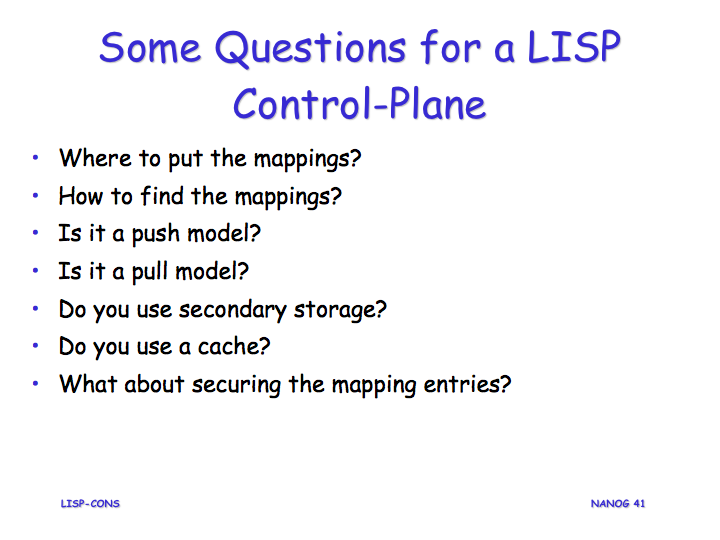 Some Questions for a LISP
Control-Plane
• Where to put the mappings?
• How to find the mappings?
• Is it a push model?
• Is it a pull model?
• Do you use secondary storage?
• Do you use a cache?
• What about securing the mapping entries?
LISP-CONS
NANOG 41